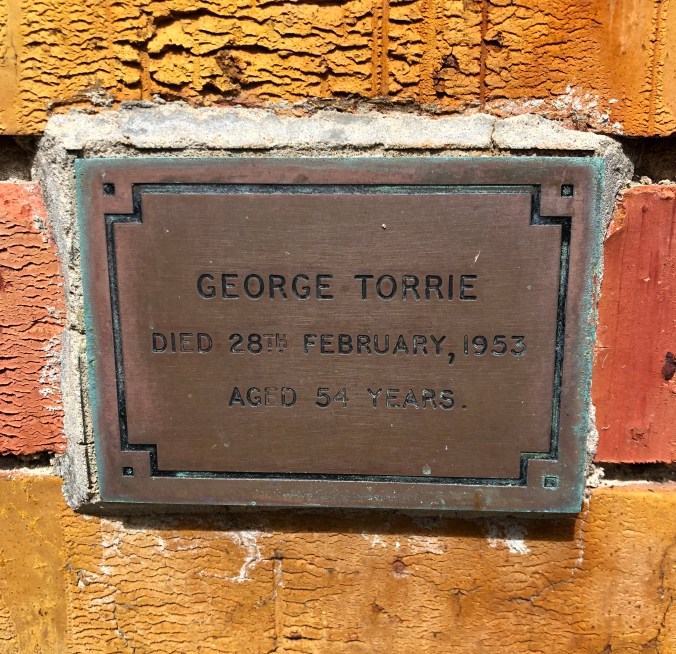 GEORGE TORRIE
DIED 28TH FEBRUARY, 1953
AGED 54 YEARS.